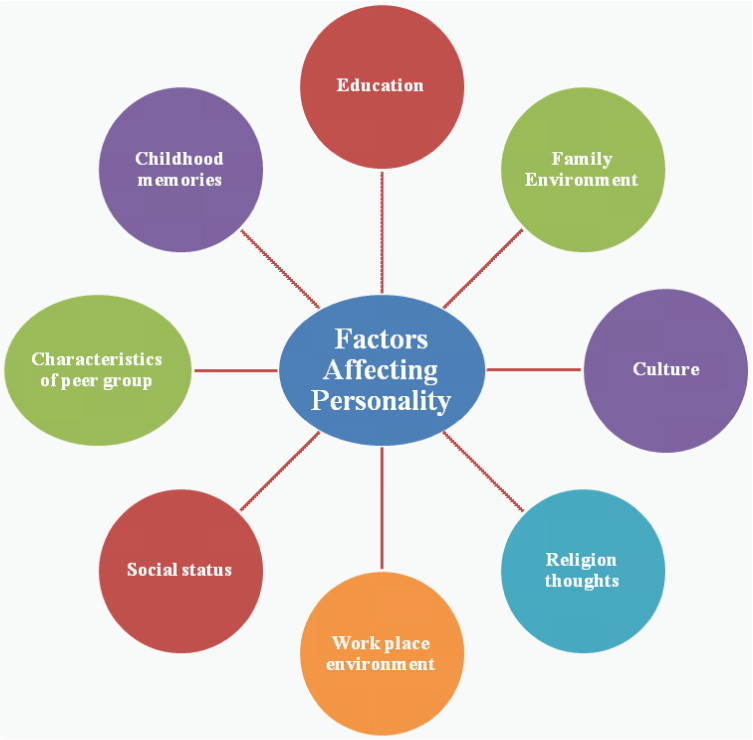 Education
Family
Environment
Childhood
memories
Factors
Affecting
Personality
Characteristics
of peer group
Culture
Social status
Religion
thoughts
Work place
environment